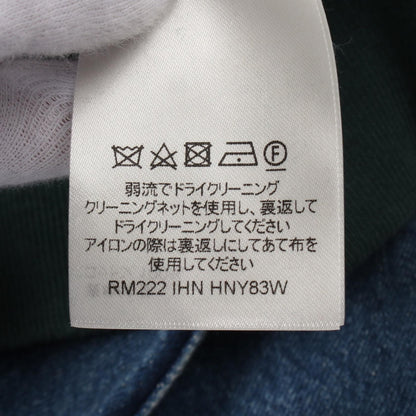 F
弱流でドライクリーニング
クリーニングネットを使用し、裏返して
ドライクリーニングしてください
アイロンの際は裏返しにしてあて布を
使用してください
RM222 IHN HNY83W